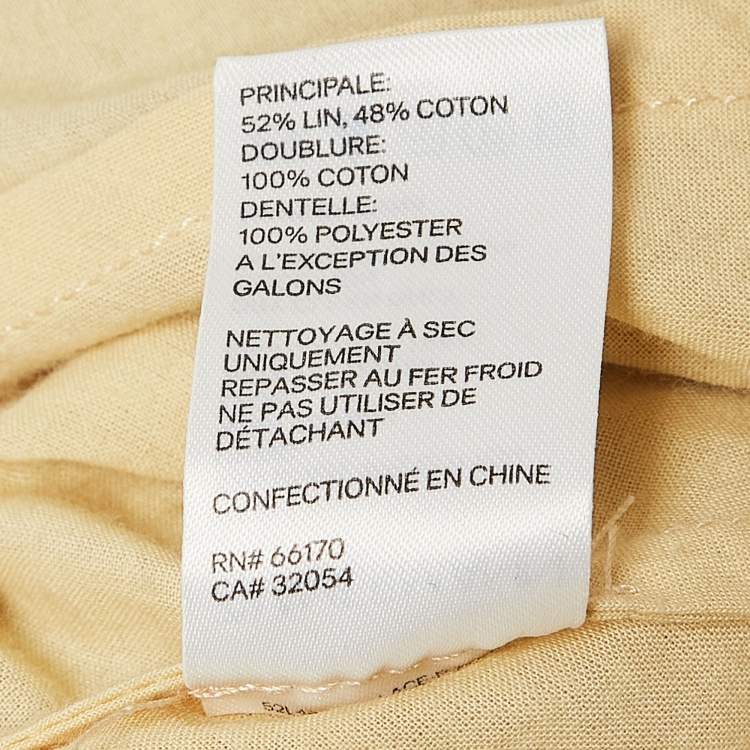 PRINCIPALE:
52% LIN, 48% COTON
DOUBLURE:
100% COTON
DENTELLE:
100% POLYESTER
A L'EXCEPTION DES
GALONS
NETTOYAGE À SEC
UNIQUEMENT
REPASSER AU FER FROID
NE PAS UTILISER DE
DÉTACHANT
CONFECTIONNÉ EN CHINE
RN# 66170
CA# 32054